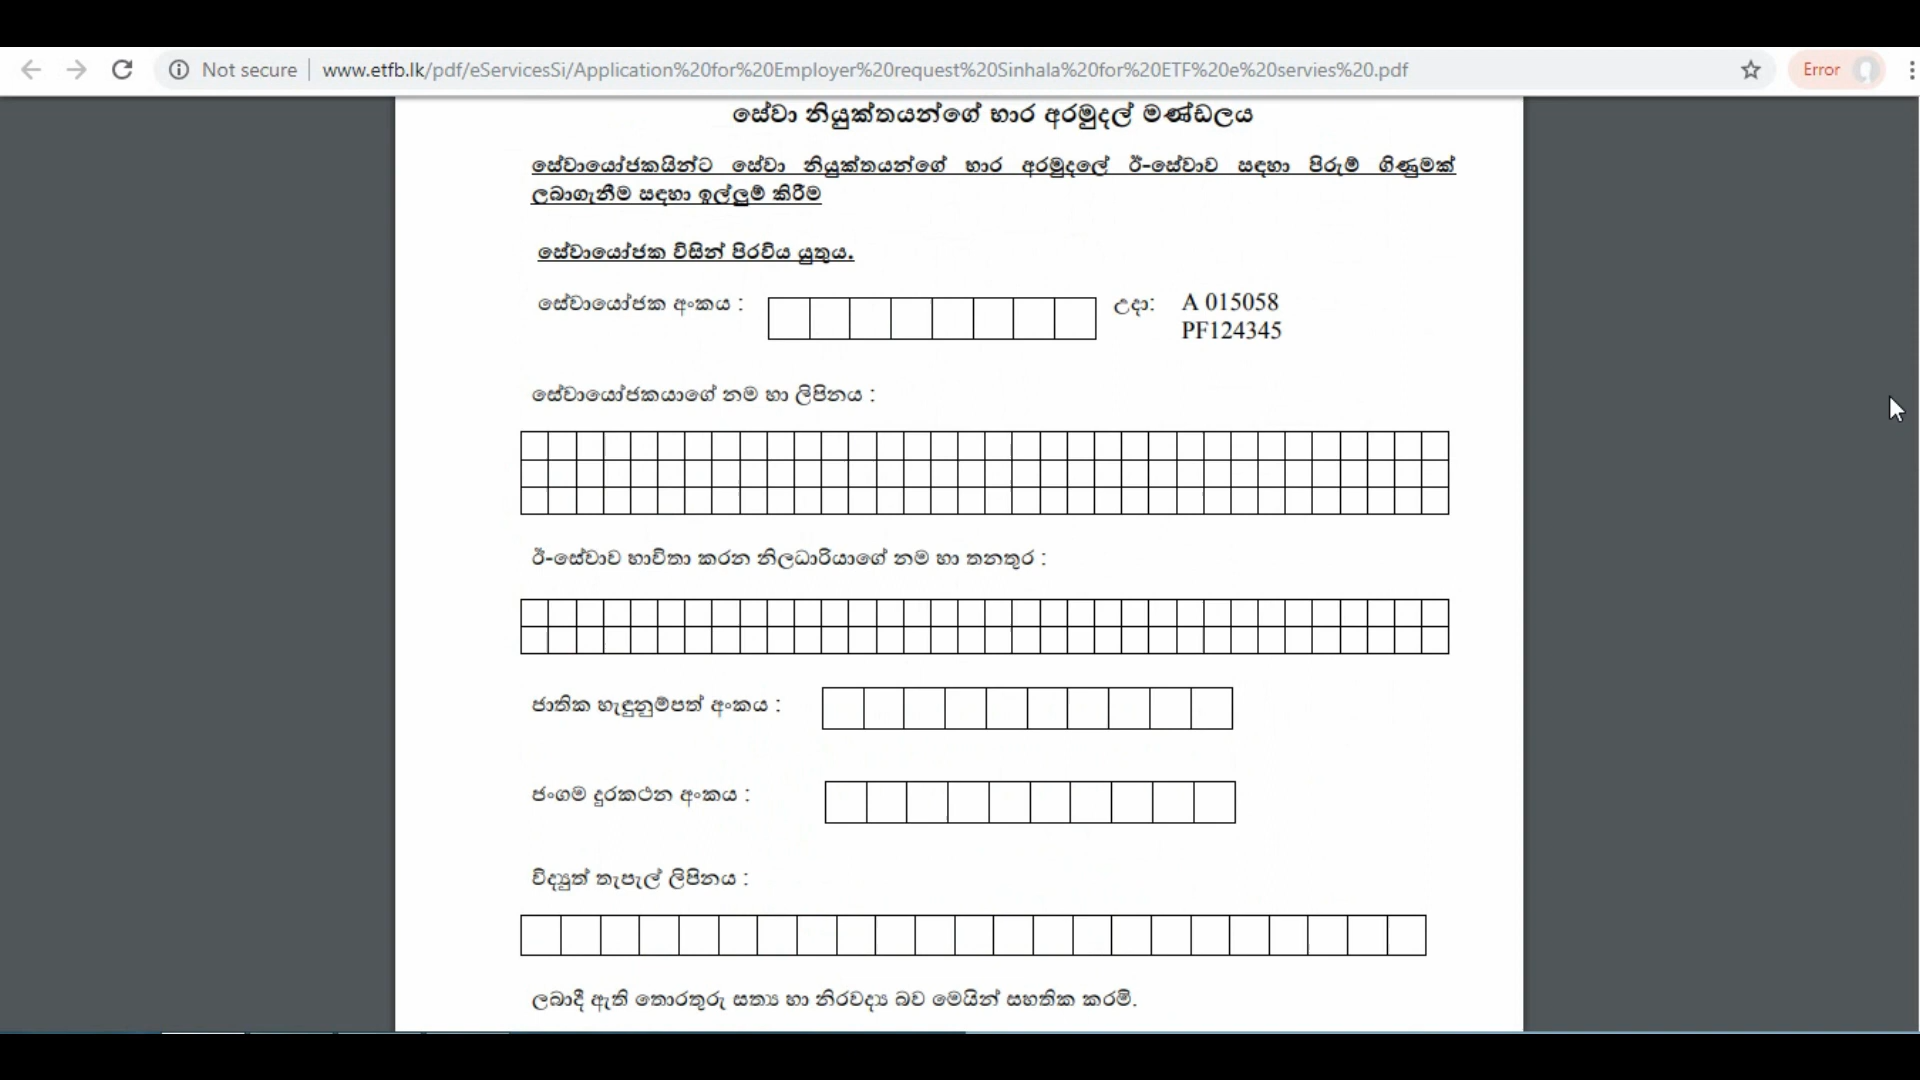 Not secure | www.etfb.lk/pdf/eServicesSi/Application%20for%20Employer%20request%20Sinhala%20for%20ETF%20e%20servies%20.pdf Error
සේවා නියුක්තයන්ගේ භාර අරමුදල් මණ්ඩලය
සේවායෝජකයින්ට සේවා නියුක්තයන්ගේ භාර අරමුදලේ ඊ-සේවාව සඳහා පිරුම් ගිණුමක්
ලබාගැනීම සඳහා ඉල්ලුම් කිරීම
සේවායෝජක විසින් පිරවිය යුතුය.
සේවායෝජක අංකය : උදා: A 015058
PF124345
සේවායෝජකයාගේ නම හා ලිපිනය :
ඊ-සේවාව භාවිතා කරන නිලධාරියාගේ නම හා තනතුර :
ජාතික හැඳුනුම්පත් අංකය :
ජංගම දුරකථන අංකය :
විද්‍යුත් තැපැල් ලිපිනය :
ලබාදී ඇති තොරතුරු සත්‍ය හා නිරවද්‍ය බව මෙයින් සහතික කරමි.